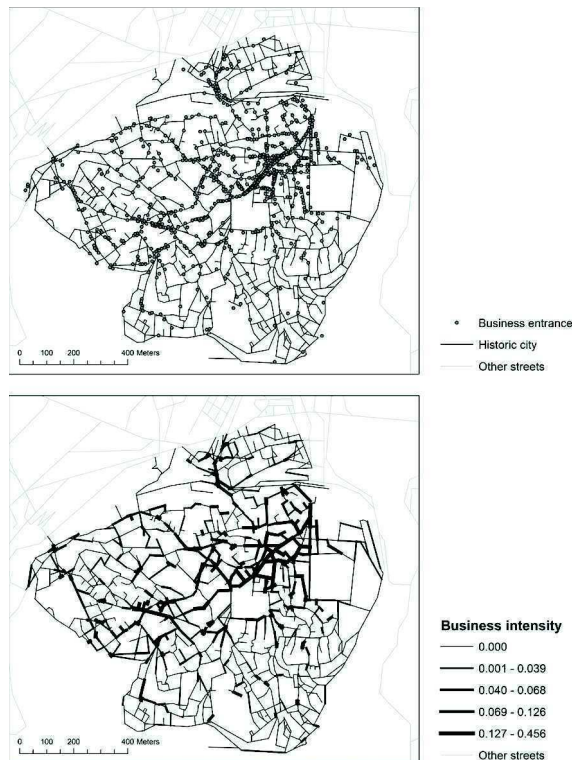 Business entrance
Historic city
Other streets
0 100 200 400 Meters
Business intensity
0.000
0.001 - 0.039
0.040 - 0.068
0.069 - 0.126
0.127 - 0.456
Other streets
0 100 200 400 Meters